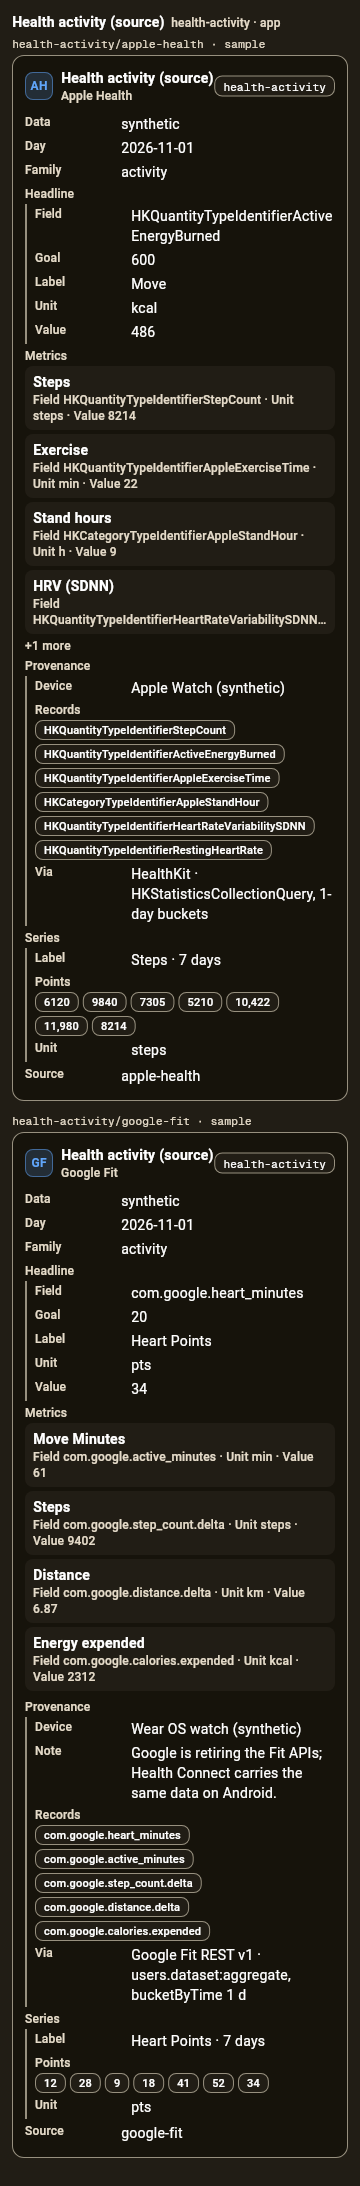 Health activity (source) health-activity · app
health-activity/apple-health · sample
AH
Health activity (source)
health-activity
Apple Health
Data synthetic
Day 2026-11-01
Family activity
Headline
Field HKQuantityTypeIdentifierActive
EnergyBurned
Goal 600
Label Move
Unit kcal
Value 486
Metrics
Steps
Field HKQuantityTypeIdentifierStepCount · Unit
steps · Value 8214
Exercise
Field HKQuantityTypeIdentifierAppleExerciseTime ·
Unit min · Value 22
Stand hours
Field HKCategoryTypeIdentifierAppleStandHour ·
Unit h · Value 9
HRV (SDNN)
Field
HKQuantityTypeIdentifierHeartRateVariabilitySDNN…
+1 more
Provenance
Device Apple Watch (synthetic)
Records
HKQuantityTypeIdentifierStepCount
HKQuantityTypeIdentifierActiveEnergyBurned
HKQuantityTypeIdentifierAppleExerciseTime
HKCategoryTypeIdentifierAppleStandHour
HKQuantityTypeIdentifierHeartRateVariabilitySDNN
HKQuantityTypeIdentifierRestingHeartRate
Via HealthKit ·
HKStatisticsCollectionQuery, 1-
day buckets
Series
Label Steps · 7 days
Points
6120 9840 7305 5210 10,422
11,980 8214
Unit steps
Source apple-health
health-activity/google-fit · sample
GF
Health activity (source)
health-activity
Google Fit
Data synthetic
Day 2026-11-01
Family activity
Headline
Field com.google.heart_minutes
Goal 20
Label Heart Points
Unit pts
Value 34
Metrics
Move Minutes
Field com.google.active_minutes · Unit min · Value
61
Steps
Field com.google.step_count.delta · Unit steps ·
Value 9402
Distance
Field com.google.distance.delta · Unit km · Value
6.87
Energy expended
Field com.google.calories.expended · Unit kcal ·
Value 2312
Provenance
Device Wear OS watch (synthetic)
Note Google is retiring the Fit APIs;
Health Connect carries the
same data on Android.
Records
com.google.heart_minutes
com.google.active_minutes
com.google.step_count.delta
com.google.distance.delta
com.google.calories.expended
Via Google Fit REST v1 ·
users.dataset:aggregate,
bucketByTime 1 d
Series
Label Heart Points · 7 days
Points
12 28 9 18 41 52 34
Unit pts
Source google-fit